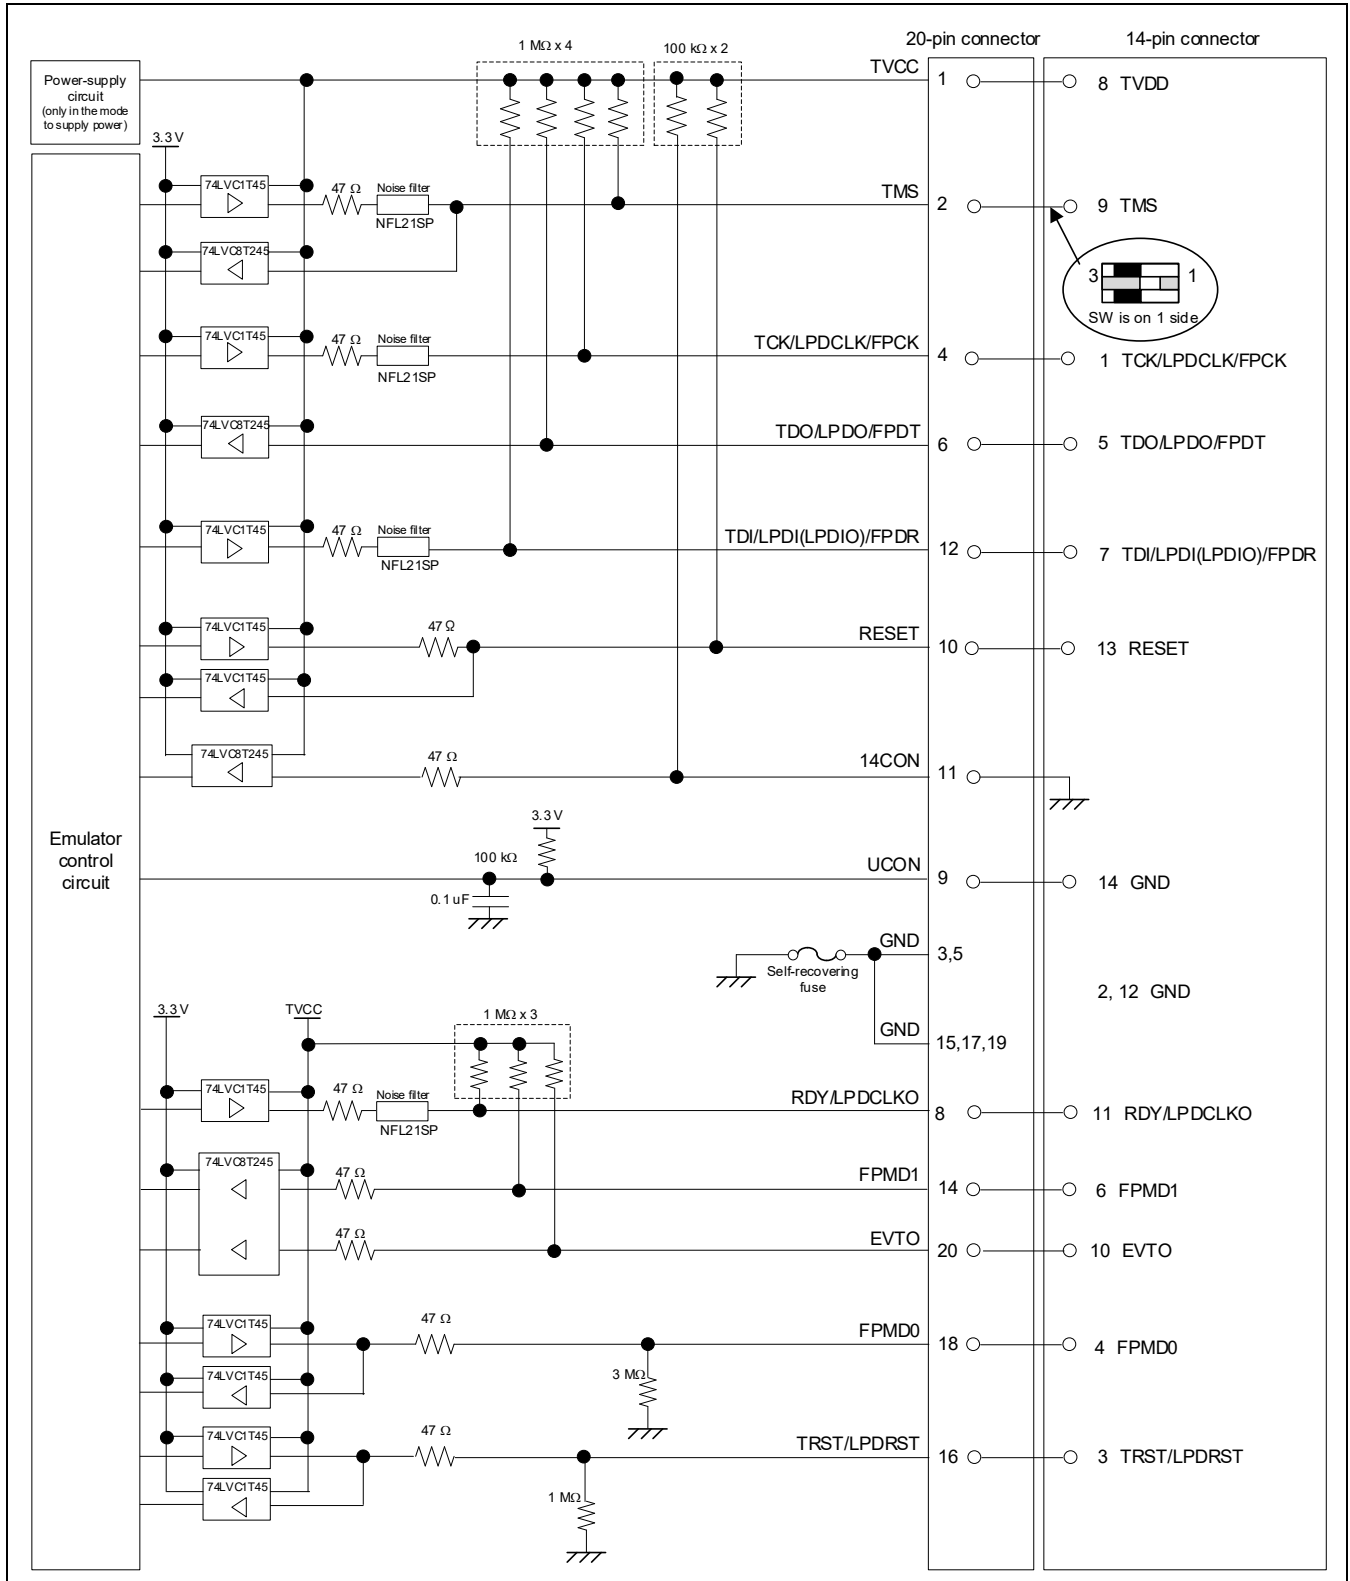 20-pin connector
14-pin connector
1 MΩ x 4
100 kΩ x 2
Power-supply
circuit
(only in the mode
to supply power)
TVCC
1
8 TVDD
3.3 V
74LVC1T45
47 Ω
Noise filter
NFL21SP
TMS
2
9 TMS
74LVC8T245
3
1
SW is on 1 side
74LVC1T45
47 Ω
Noise filter
NFL21SP
TCK/LPDCLK/FPCK
4
1 TCK/LPDCLK/FPCK
74LVC8T245
TDO/LPDO/FPDT
6
5 TDO/LPDO/FPDT
74LVC1T45
47 Ω
Noise filter
NFL21SP
TDI/LPDI(LPDIO)/FPDR
12
7 TDI/LPDI(LPDIO)/FPDR
74LVC1T45
47 Ω
RESET
10
13 RESET
74LVC1T45
74LVC8T245
47 Ω
14CON
11
Emulator
control
circuit
3.3 V
100 kΩ
0.1 uF
UCON
9
14 GND
GND
3,5
Self-recovering
fuse
2, 12 GND
GND
15,17,19
3.3 V
TVCC
1 MΩ x 3
74LVC1T45
47 Ω
Noise filter
NFL21SP
RDY/LPDCLKO
8
11 RDY/LPDCLKO
74LVC8T245
47 Ω
FPMD1
14
6 FPMD1
47 Ω
EVTO
20
10 EVTO
74LVC1T45
47 Ω
FPMD0
18
4 FPMD0
74LVC1T45
3 MΩ
74LVC1T45
47 Ω
TRST/LPDRST
16
3 TRST/LPDRST
74LVC1T45
1 MΩ